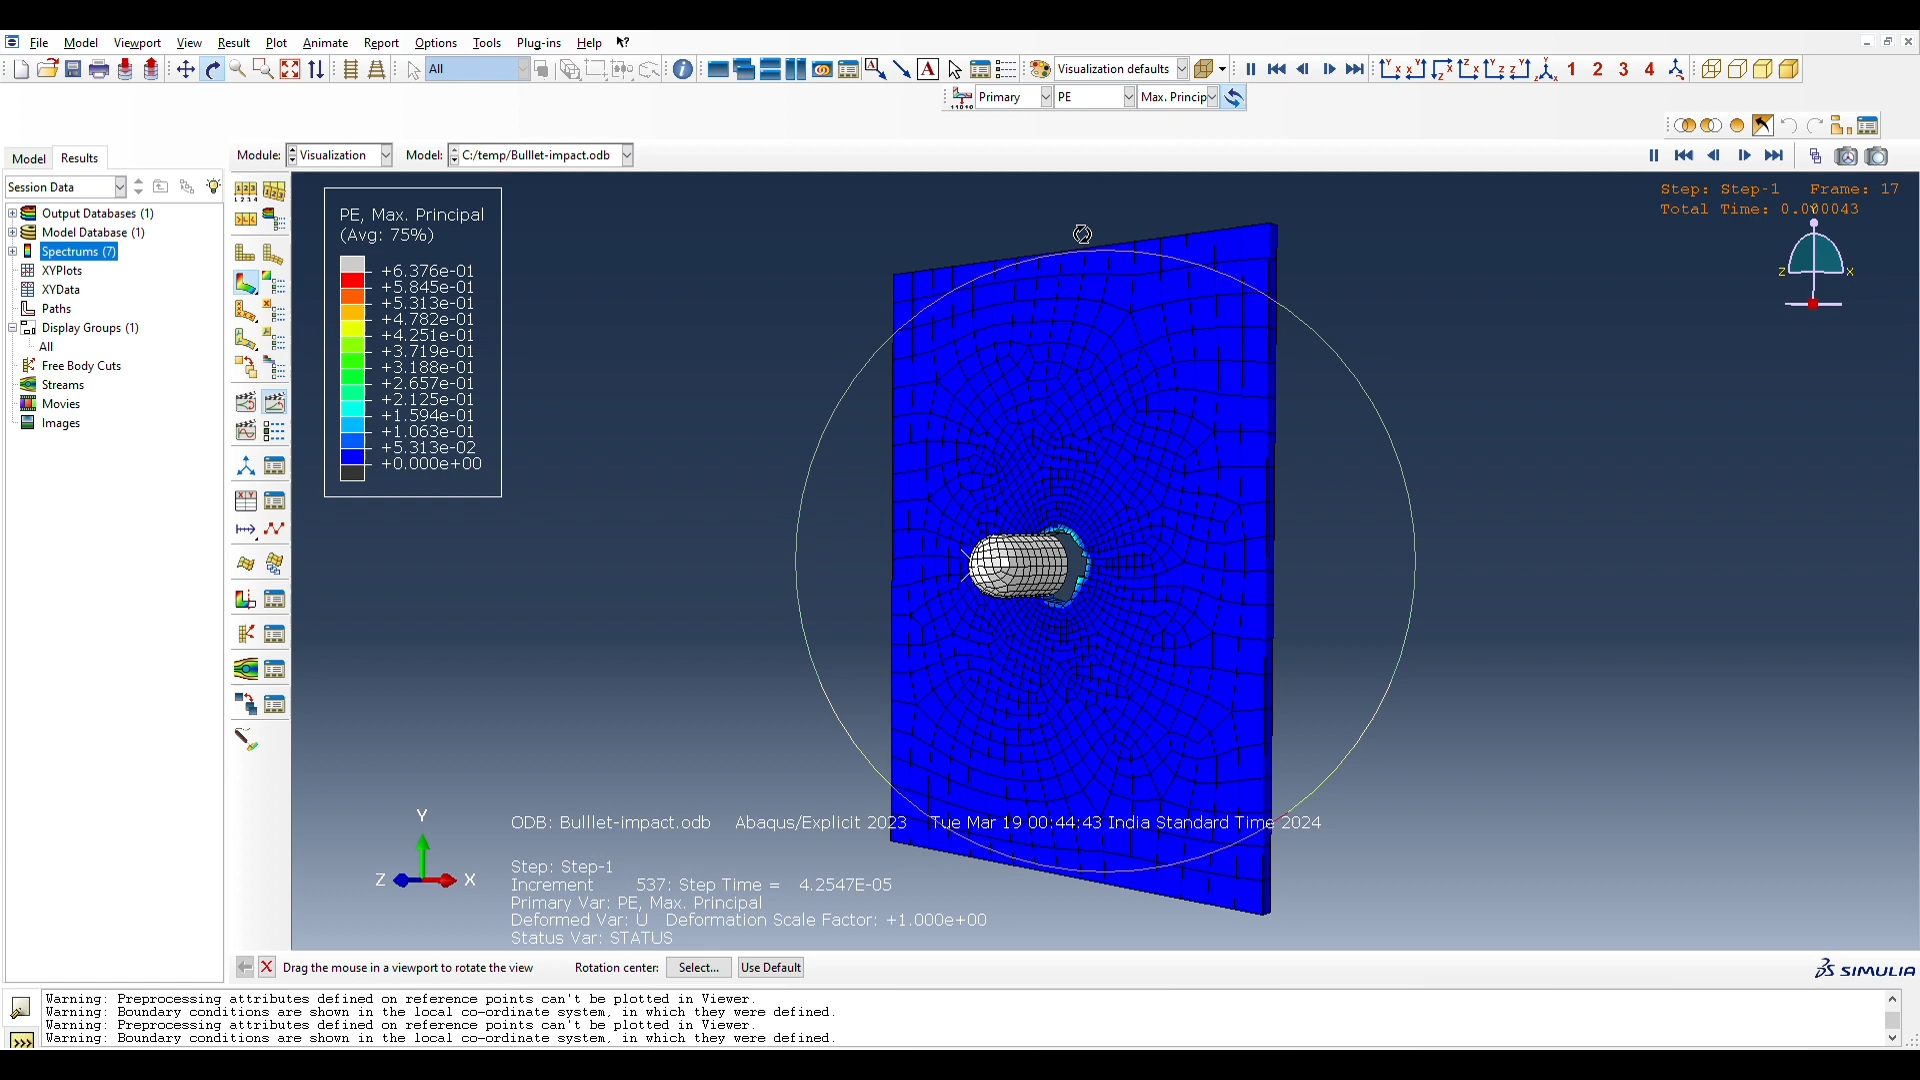 File Model Viewport View Result Plot Animate Report Options Tools Plug-ins Help
All
Visualization defaults
1 2 3 4
Primary PE Max. Princip
Model Results
Module: Visualization Model: C:/temp/Bulllet-impact.odb
Session Data
Output Databases (1)
Model Database (1)
Spectrums (7)
XYPlots
XYData
Paths
Display Groups (1)
All
Free Body Cuts
Streams
Movies
Images
PE, Max. Principal
(Avg: 75%)
+6.376e-01
+5.845e-01
+5.313e-01
+4.782e-01
+4.251e-01
+3.719e-01
+3.188e-01
+2.657e-01
+2.125e-01
+1.594e-01
+1.063e-01
+5.313e-02
+0.000e+00
Step: Step-1 Frame: 17
Total Time: 0.000043
Y
Z X
Y
Z X
ODB: Bulllet-impact.odb Abaqus/Explicit 2023 Tue Mar 19 00:44:43 India Standard Time 2024
Step: Step-1
Increment 537: Step Time = 4.2547E-05
Primary Var: PE, Max. Principal
Deformed Var: U Deformation Scale Factor: +1.000e+00
Status Var: STATUS
Drag the mouse in a viewport to rotate the view Rotation center: Select... Use Default
SIMULIA
Warning: Preprocessing attributes defined on reference points can't be plotted in Viewer.
Warning: Boundary conditions are shown in the local co-ordinate system, in which they were defined.
Warning: Preprocessing attributes defined on reference points can't be plotted in Viewer.
Warning: Boundary conditions are shown in the local co-ordinate system, in which they were defined.